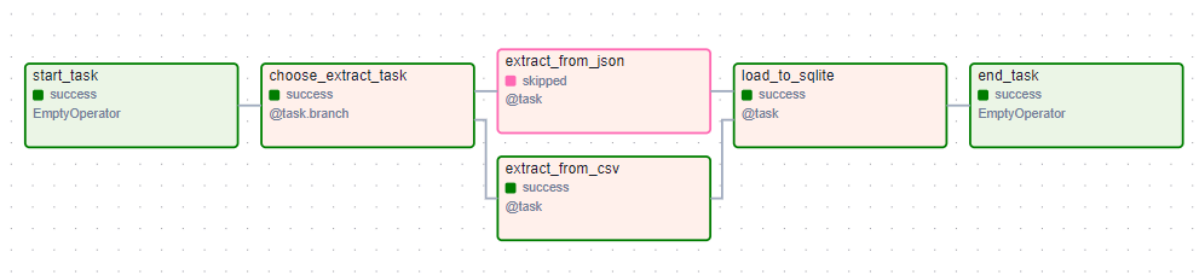 start_task
success
EmptyOperator
choose_extract_task
success
@task.branch
extract_from_json
skipped
@task
extract_from_csv
success
@task
load_to_sqlite
success
@task
end_task
success
EmptyOperator